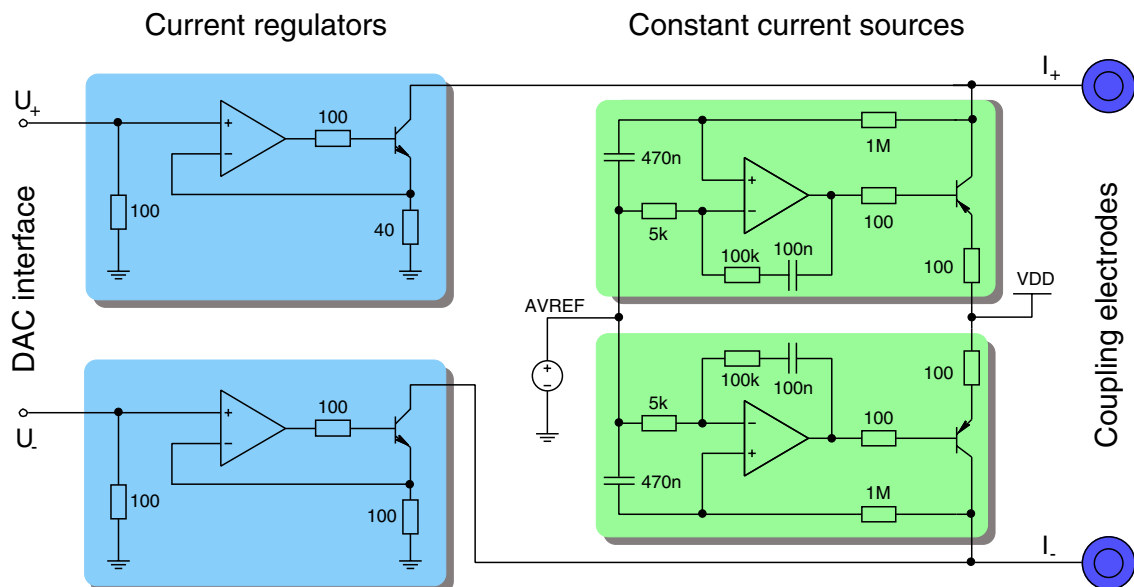 Current regulators
Constant current sources
I+
U+
100
1M
470n
100
5k
100
40
100
100k
100n
100
VDD
DAC interface
AVREF
Coupling electrodes
100k
100n
100
5k
100
100
U-
470n
1M
100
100
I-